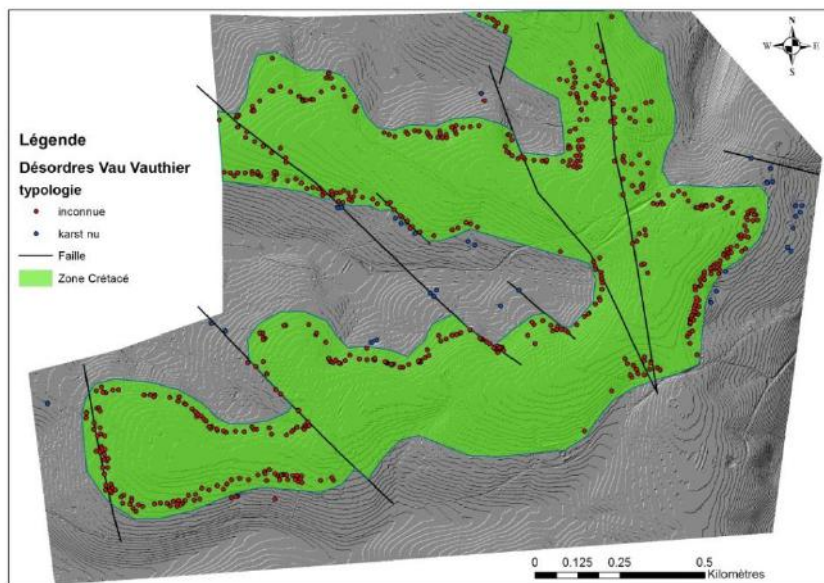 N
W E
S
Légende
Désordres Vau Vauthier
typologie
inconnue
karst nu
Faille
Zone Crétacé
0 0.125 0.25 0.5
Kilomètres